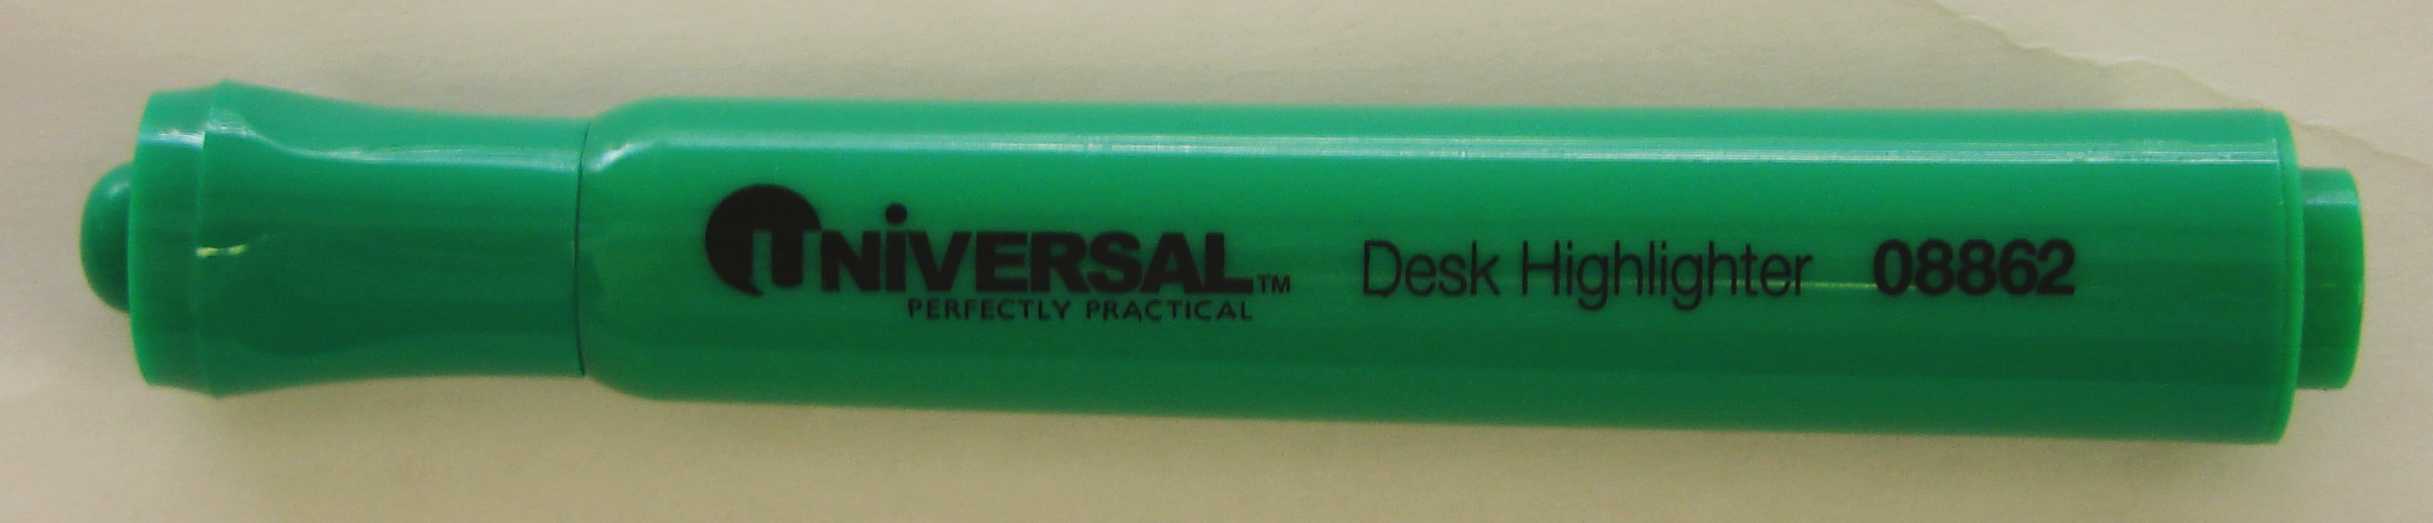 UNiVERSAL™ Desk Highlighter 08862
PERFECTLY PRACTICAL